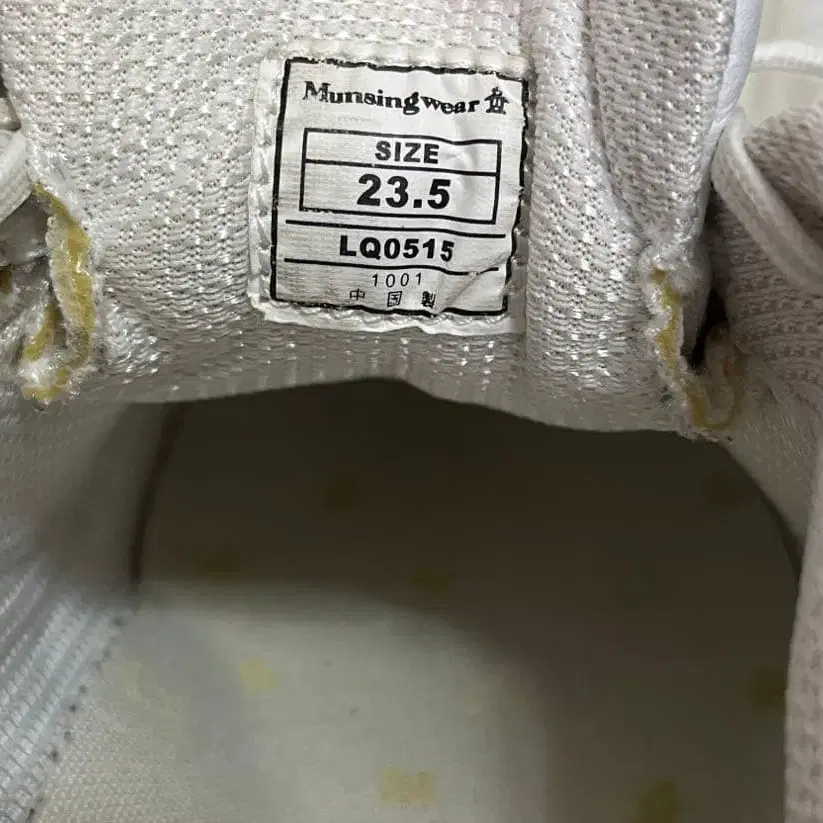 Munsingwear
SIZE
23.5
LQ0515
1001
中国製